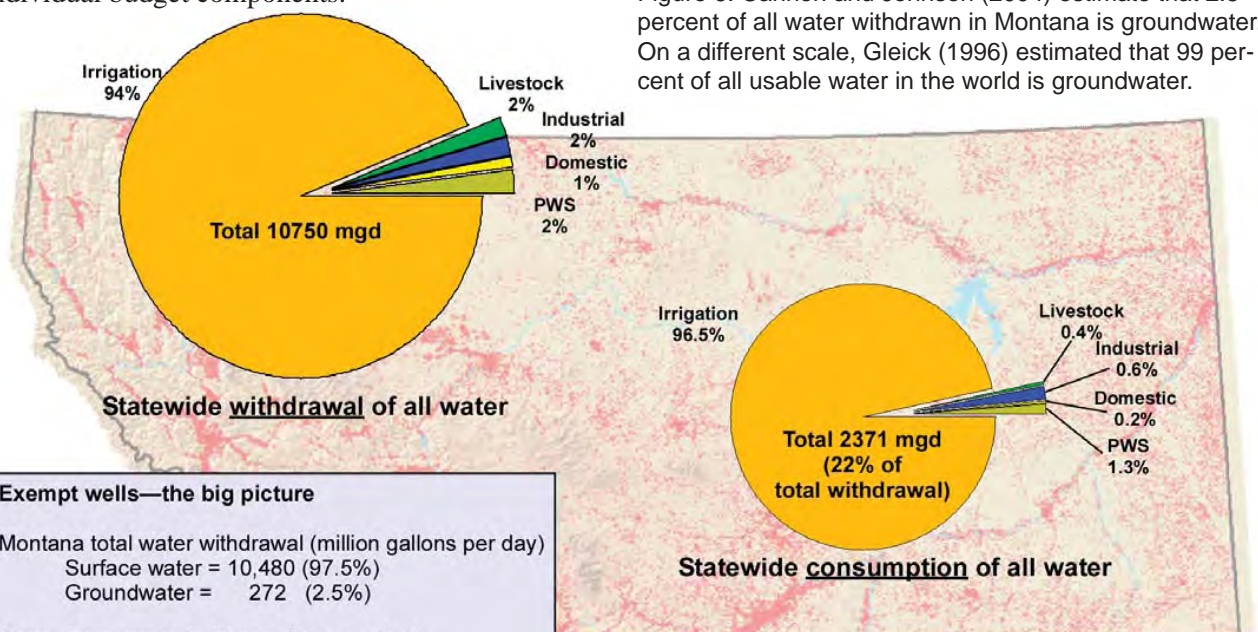 budget components.
percent of all water withdrawn in Montana is groundwater
On a different scale, Gleick (1996) estimated that 99 per-
cent of all usable water in the world is groundwater.
Irrigation
94%
Livestock
2%
Industrial
2%
Domestic
1%
PWS
2%
Total 10750 mgd
Statewide withdrawal of all water
Irrigation
96.5%
Livestock
0.4%
Industrial
0.6%
Domestic
0.2%
PWS
1.3%
Total 2371 mgd
(22% of
total withdrawal)
Statewide consumption of all water
Exempt wells—the big picture
Montana total water withdrawal (million gallons per day)
Surface water = 10,480 (97.5%)
Groundwater = 272 (2.5%)